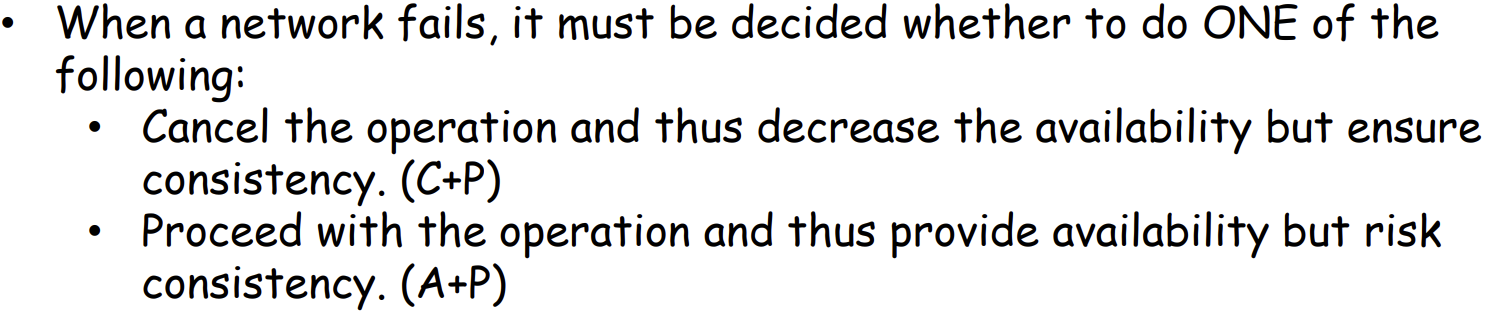 • When a network fails, it must be decided whether to do ONE of the
following:
• Cancel the operation and thus decrease the availability but ensure
consistency. (C+P)
• Proceed with the operation and thus provide availability but risk
consistency. (A+P)